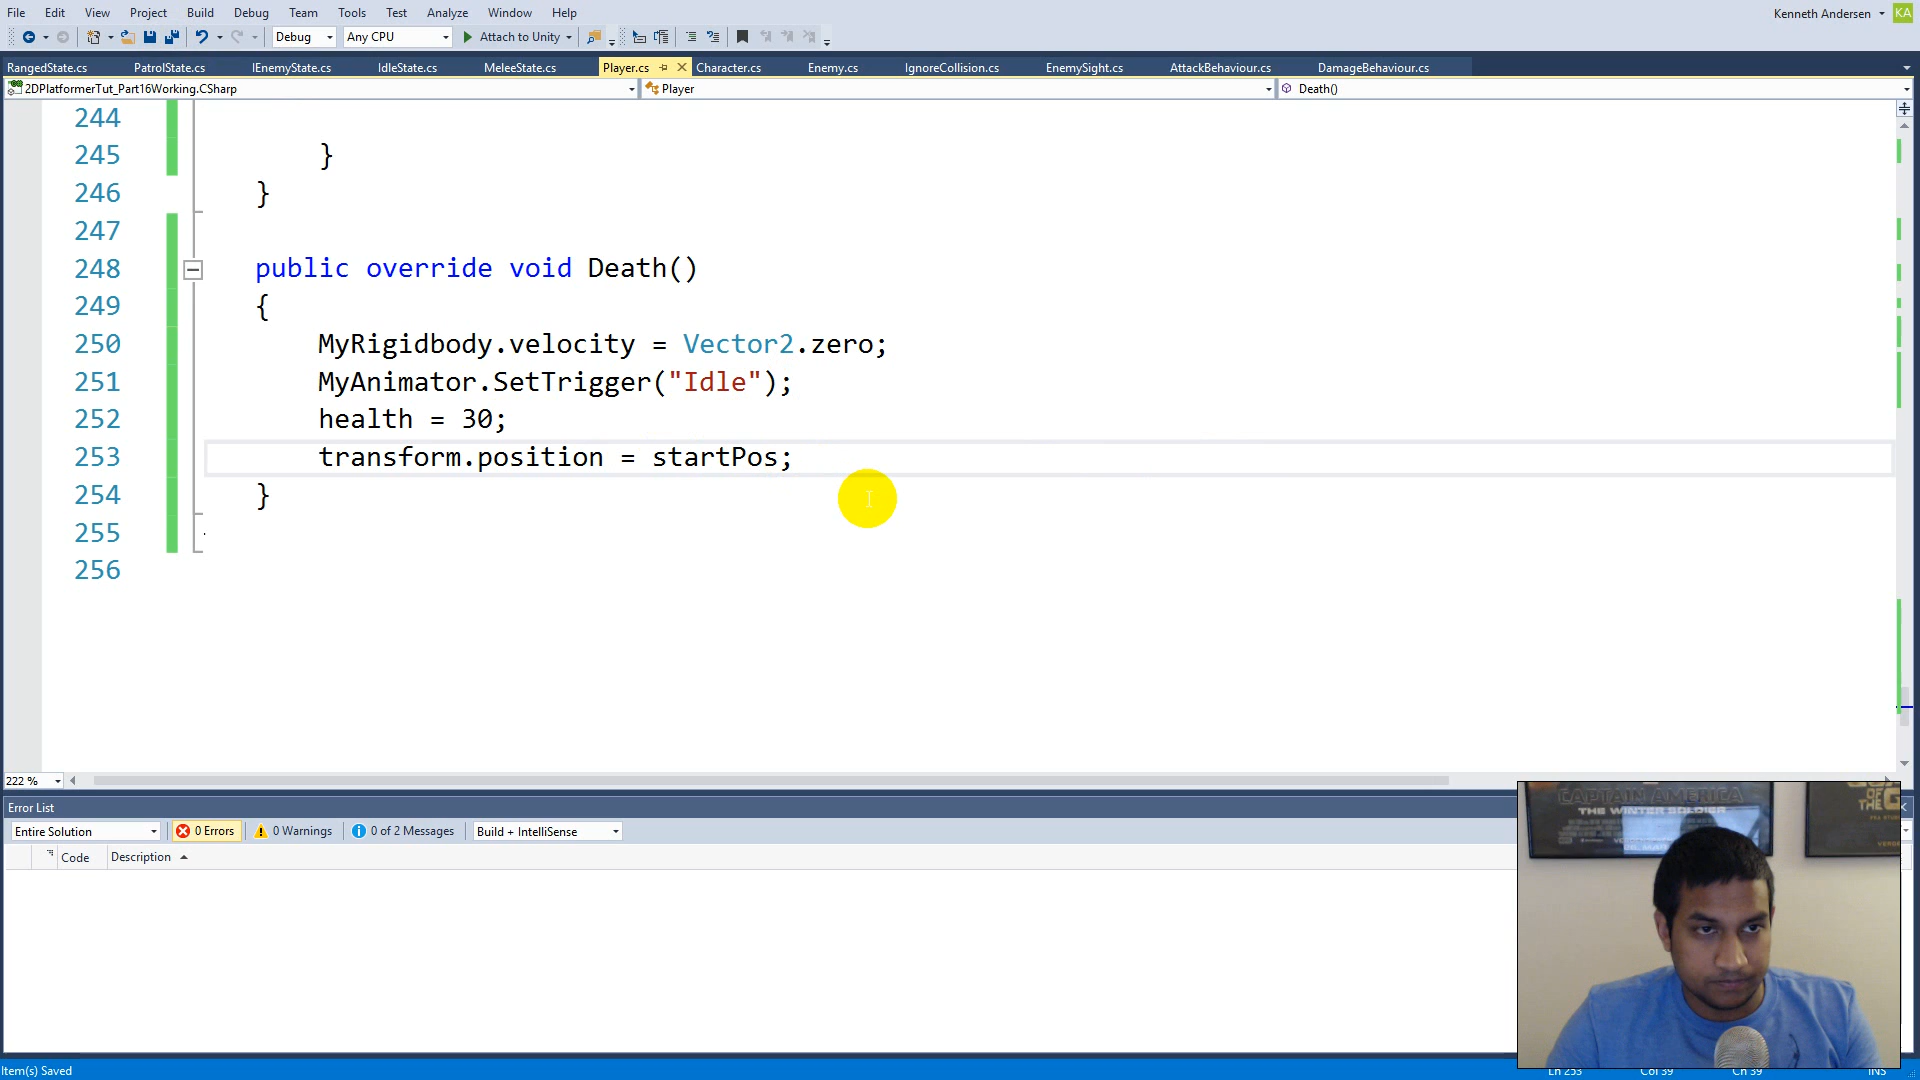 File Edit View Project Build Debug Team Tools Test Analyze Window Help Kenneth Andersen KA
Debug Any CPU Attach to Unity
RangedState.cs PatrolState.cs IEnemyState.cs IdleState.cs MeleeState.cs Player.cs Character.cs Enemy.cs IgnoreCollision.cs EnemySight.cs AttackBehaviour.cs DamageBehaviour.cs
2DPlatformerTut_Part16Working.CSharp Player Death()
244
245 }
246 }
247
248 public override void Death()
249 {
250 MyRigidbody.velocity = Vector2.zero;
251 MyAnimator.SetTrigger("Idle");
252 health = 30;
253 transform.position = startPos;
254 }
255
256
222 %
Error List
Entire Solution 0 Errors 0 Warnings 0 of 2 Messages Build + IntelliSense
Code Description
CAPTAIN AMERICA
THE WINTER SOLDIER
OF
THE
Item(s) Saved Ln 253 Col 39 Ch 39 INS